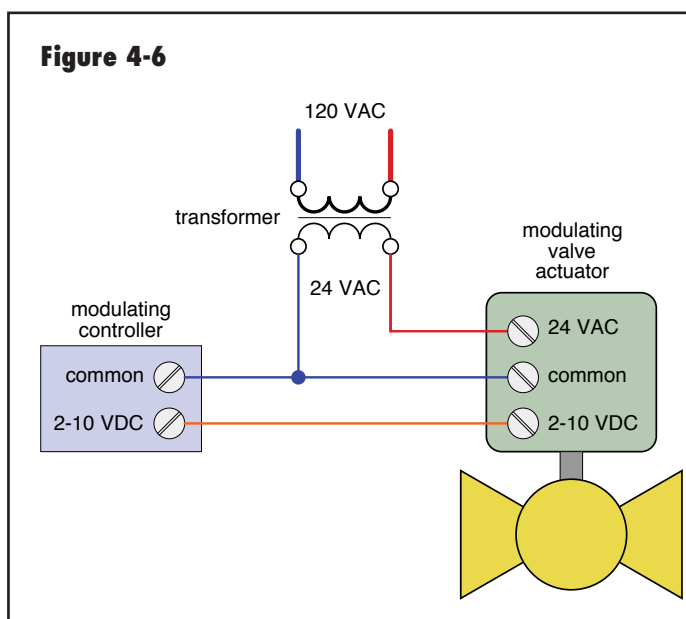 Figure 4-6
120 VAC
transformer
24 VAC
modulating
valve
actuator
modulating
controller
24 VAC
common
common
2-10 VDC
2-10 VDC